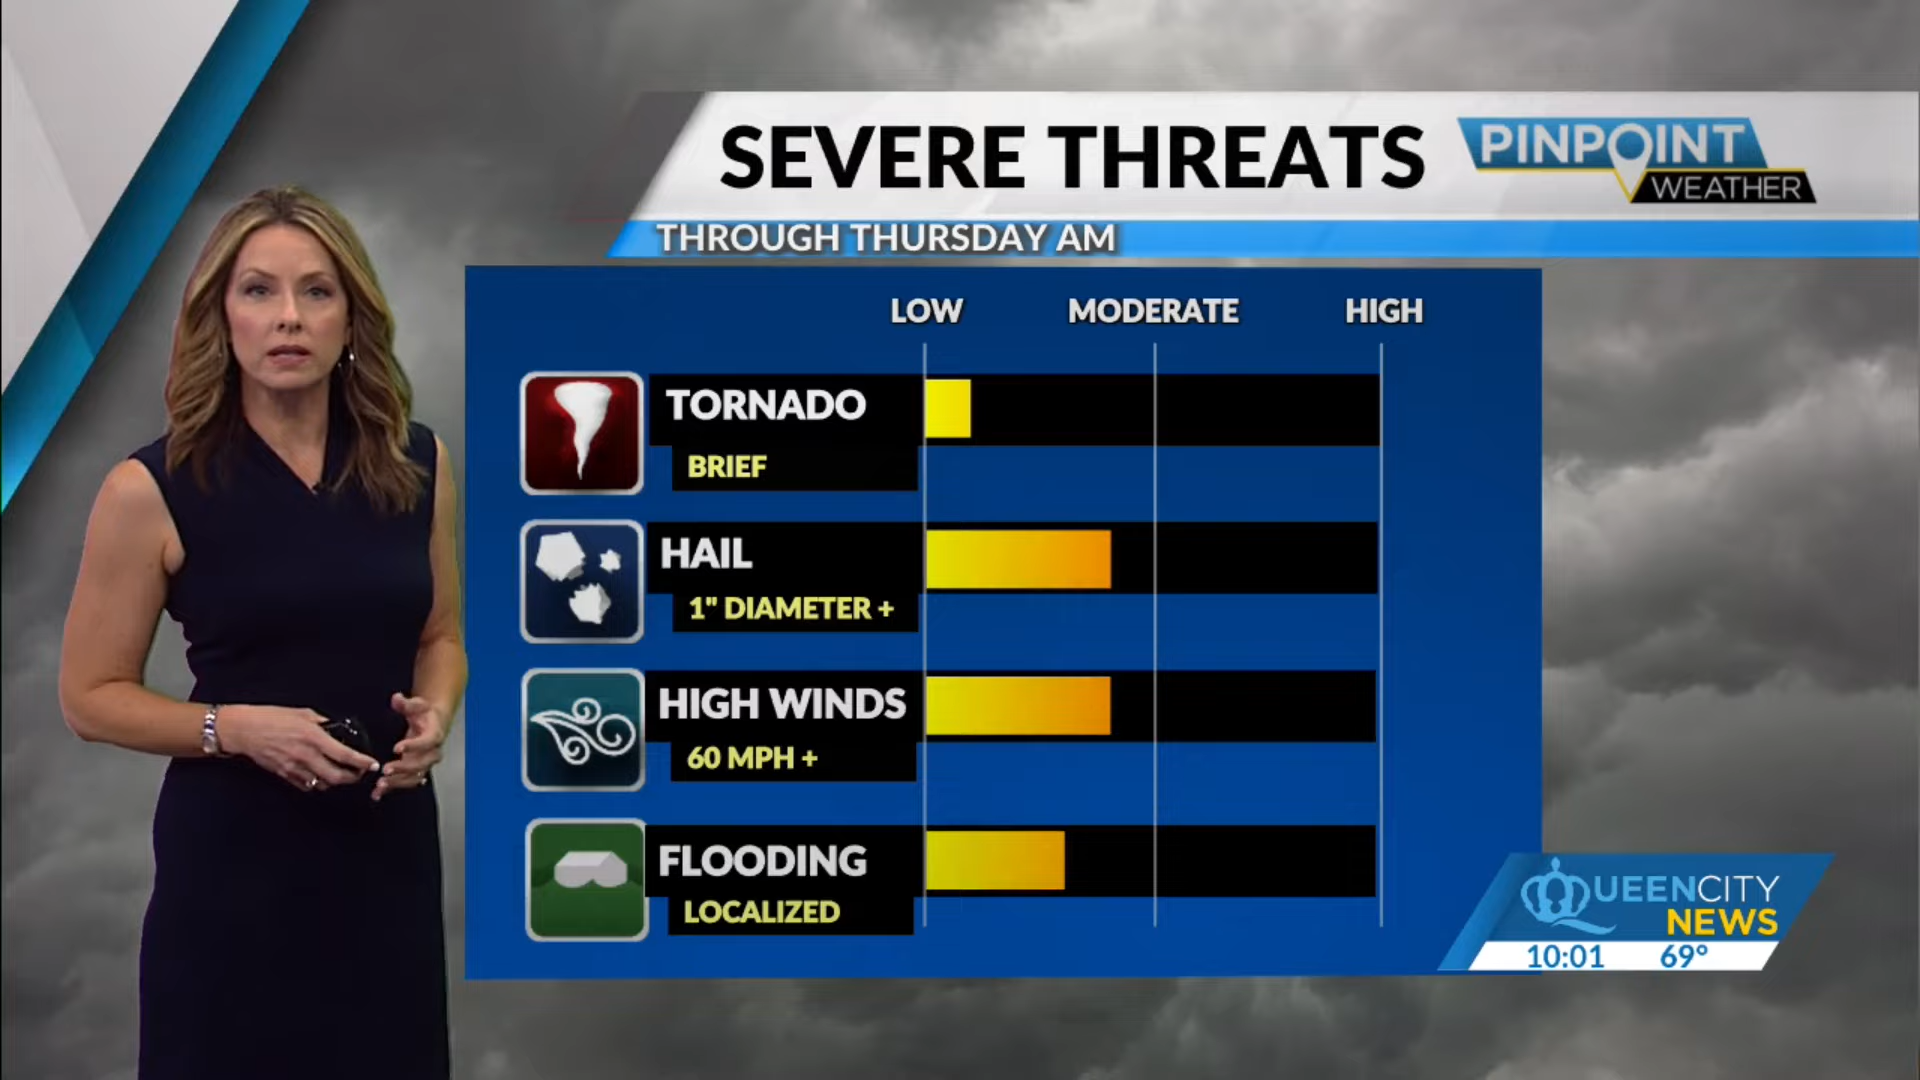 SEVERE THREATS
PINPOINT
WEATHER
THROUGH THURSDAY AM
LOW MODERATE HIGH
TORNADO
BRIEF
HAIL
1" DIAMETER +
HIGH WINDS
60 MPH +
FLOODING
LOCALIZED
QUEENCITY
NEWS
10:01 69°